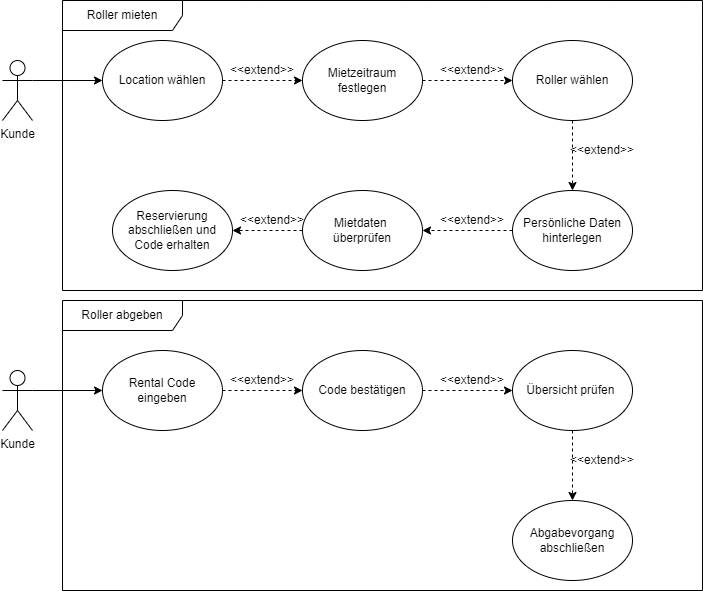 Roller mieten
Kunde
Location wählen
<<extend>>
Mietzeitraum
festlegen
<<extend>>
Roller wählen
<<extend>>
Reservierung
abschließen und
Code erhalten
<<extend>>
Mietdaten
überprüfen
<<extend>>
Persönliche Daten
hinterlegen
Roller abgeben
Kunde
Rental Code
eingeben
<<extend>>
Code bestätigen
<<extend>>
Übersicht prüfen
<<extend>>
Abgabevorgang
abschließen